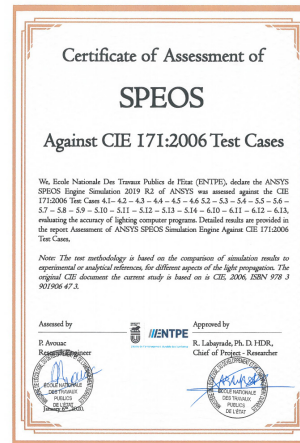 Certificate of Assessment of
SPEOS
Against CIE 171:2006 Test Cases
We, Ecole Nationale Des Travaux Publics de l'Etat (ENTPE), declare the ANSYS
SPEOS Engine Simulation 2019 R2 of ANSYS was assessed against the CIE
171:2006 Test Cases 4.1– 4.2 – 4.3 – 4.4 – 4.5 – 4.6 5.2 – 5.3 – 5.4 – 5.5 – 5.6 –
5.7 – 5.8 – 5.9 – 5.10 – 5.11 – 5.12 – 5.13 – 5.14 – 6.10 – 6.11 – 6.12 – 6.13,
evaluating the accuracy of lighting computer programs. Detailed results are provided in
the report Assessment of ANSYS SPEOS Simulation Engine Against CIE 171:2006
Test Cases.
Note: The test methodology is based on the comparison of simulation results to
experimental or analytical references, for different aspects of the light propagation. The
original CIE document the current study is based on is CIE, 2006, ISBN 978 3
901906 47 3.
Assessed by
Approved by
ENTPE
P. Avouac
Research Engineer
R. Labayrade, Ph. D. HDR,
Chief of Project - Researcher
ECOLE NATIONALE
DES TRAVAUX
PUBLICS
DE L'ETAT
January 6th, 2020.
ECOLE NATIONALE
DES TRAVAUX
PUBLICS
DE L'ETAT